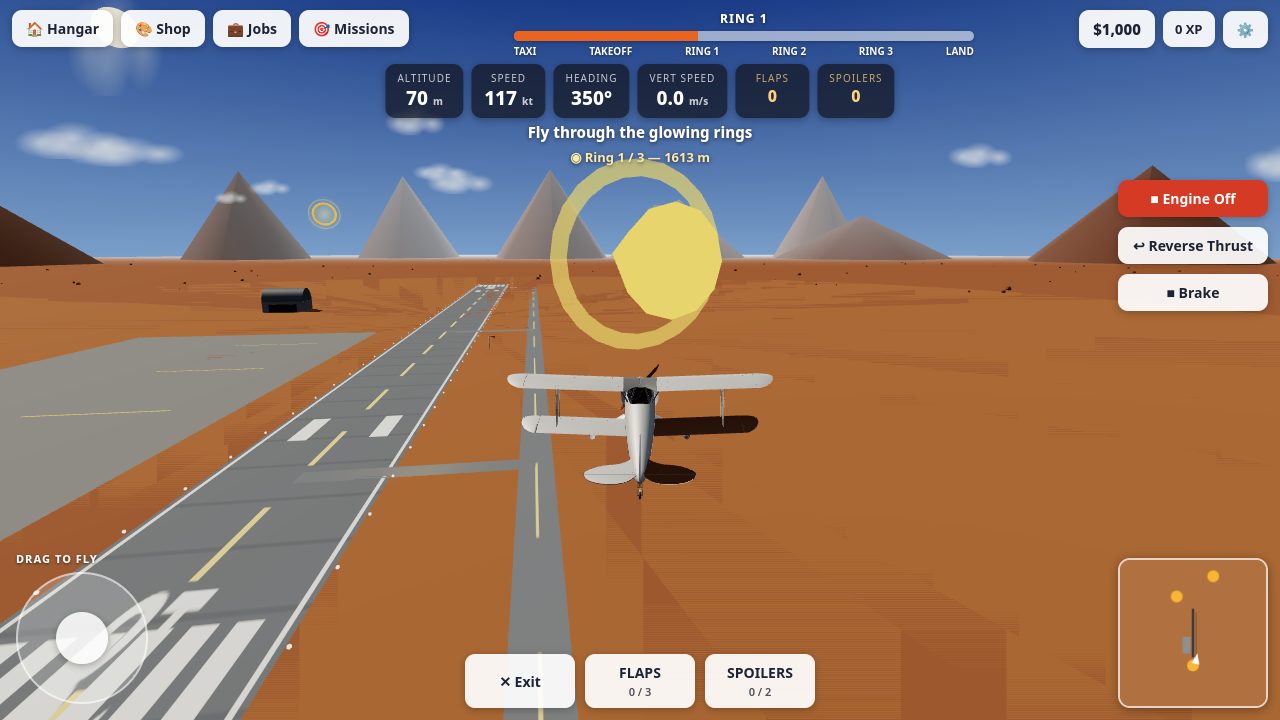 🏠 Hangar
🎨 Shop
💼 Jobs
🎯 Missions
RING 1
TAXI
TAKEOFF
RING 1
RING 2
RING 3
LAND
$1,000
0 XP
⚙️
ALTITUDE
70 m
SPEED
117 kt
HEADING
350°
VERT SPEED
0.0 m/s
FLAPS
0
SPOILERS
0
Fly through the glowing rings
◉ Ring 1 / 3 — 1613 m
■ Engine Off
↩ Reverse Thrust
■ Brake
DRAG TO FLY
✕ Exit
FLAPS
0 / 3
SPOILERS
0 / 2